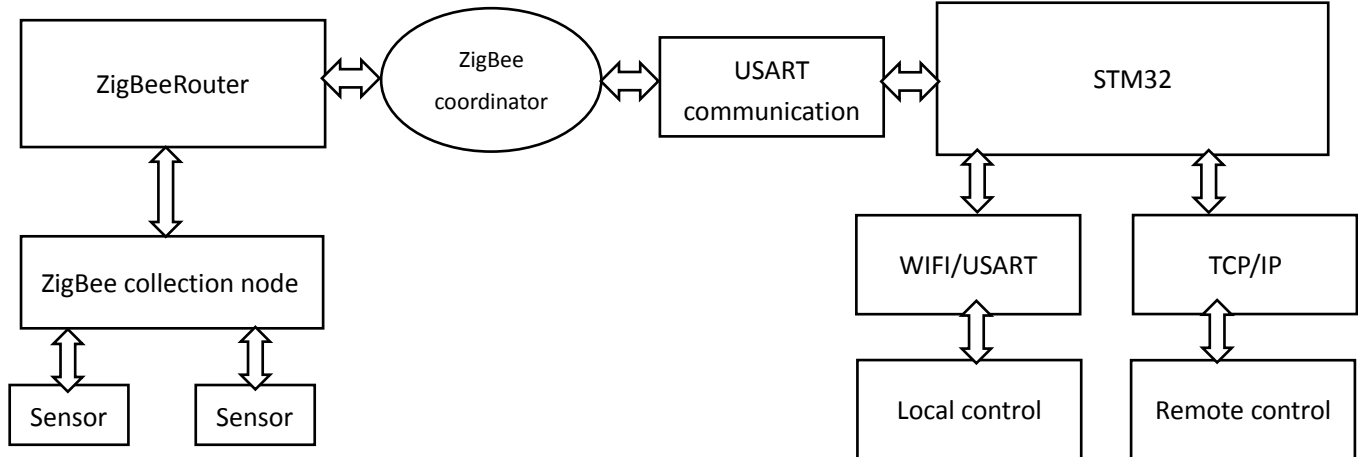 ZigBeeRouter
ZigBee
coordinator
USART
communication
STM32
ZigBee collection node
WIFI/USART
TCP/IP
Sensor
Sensor
Local control
Remote control